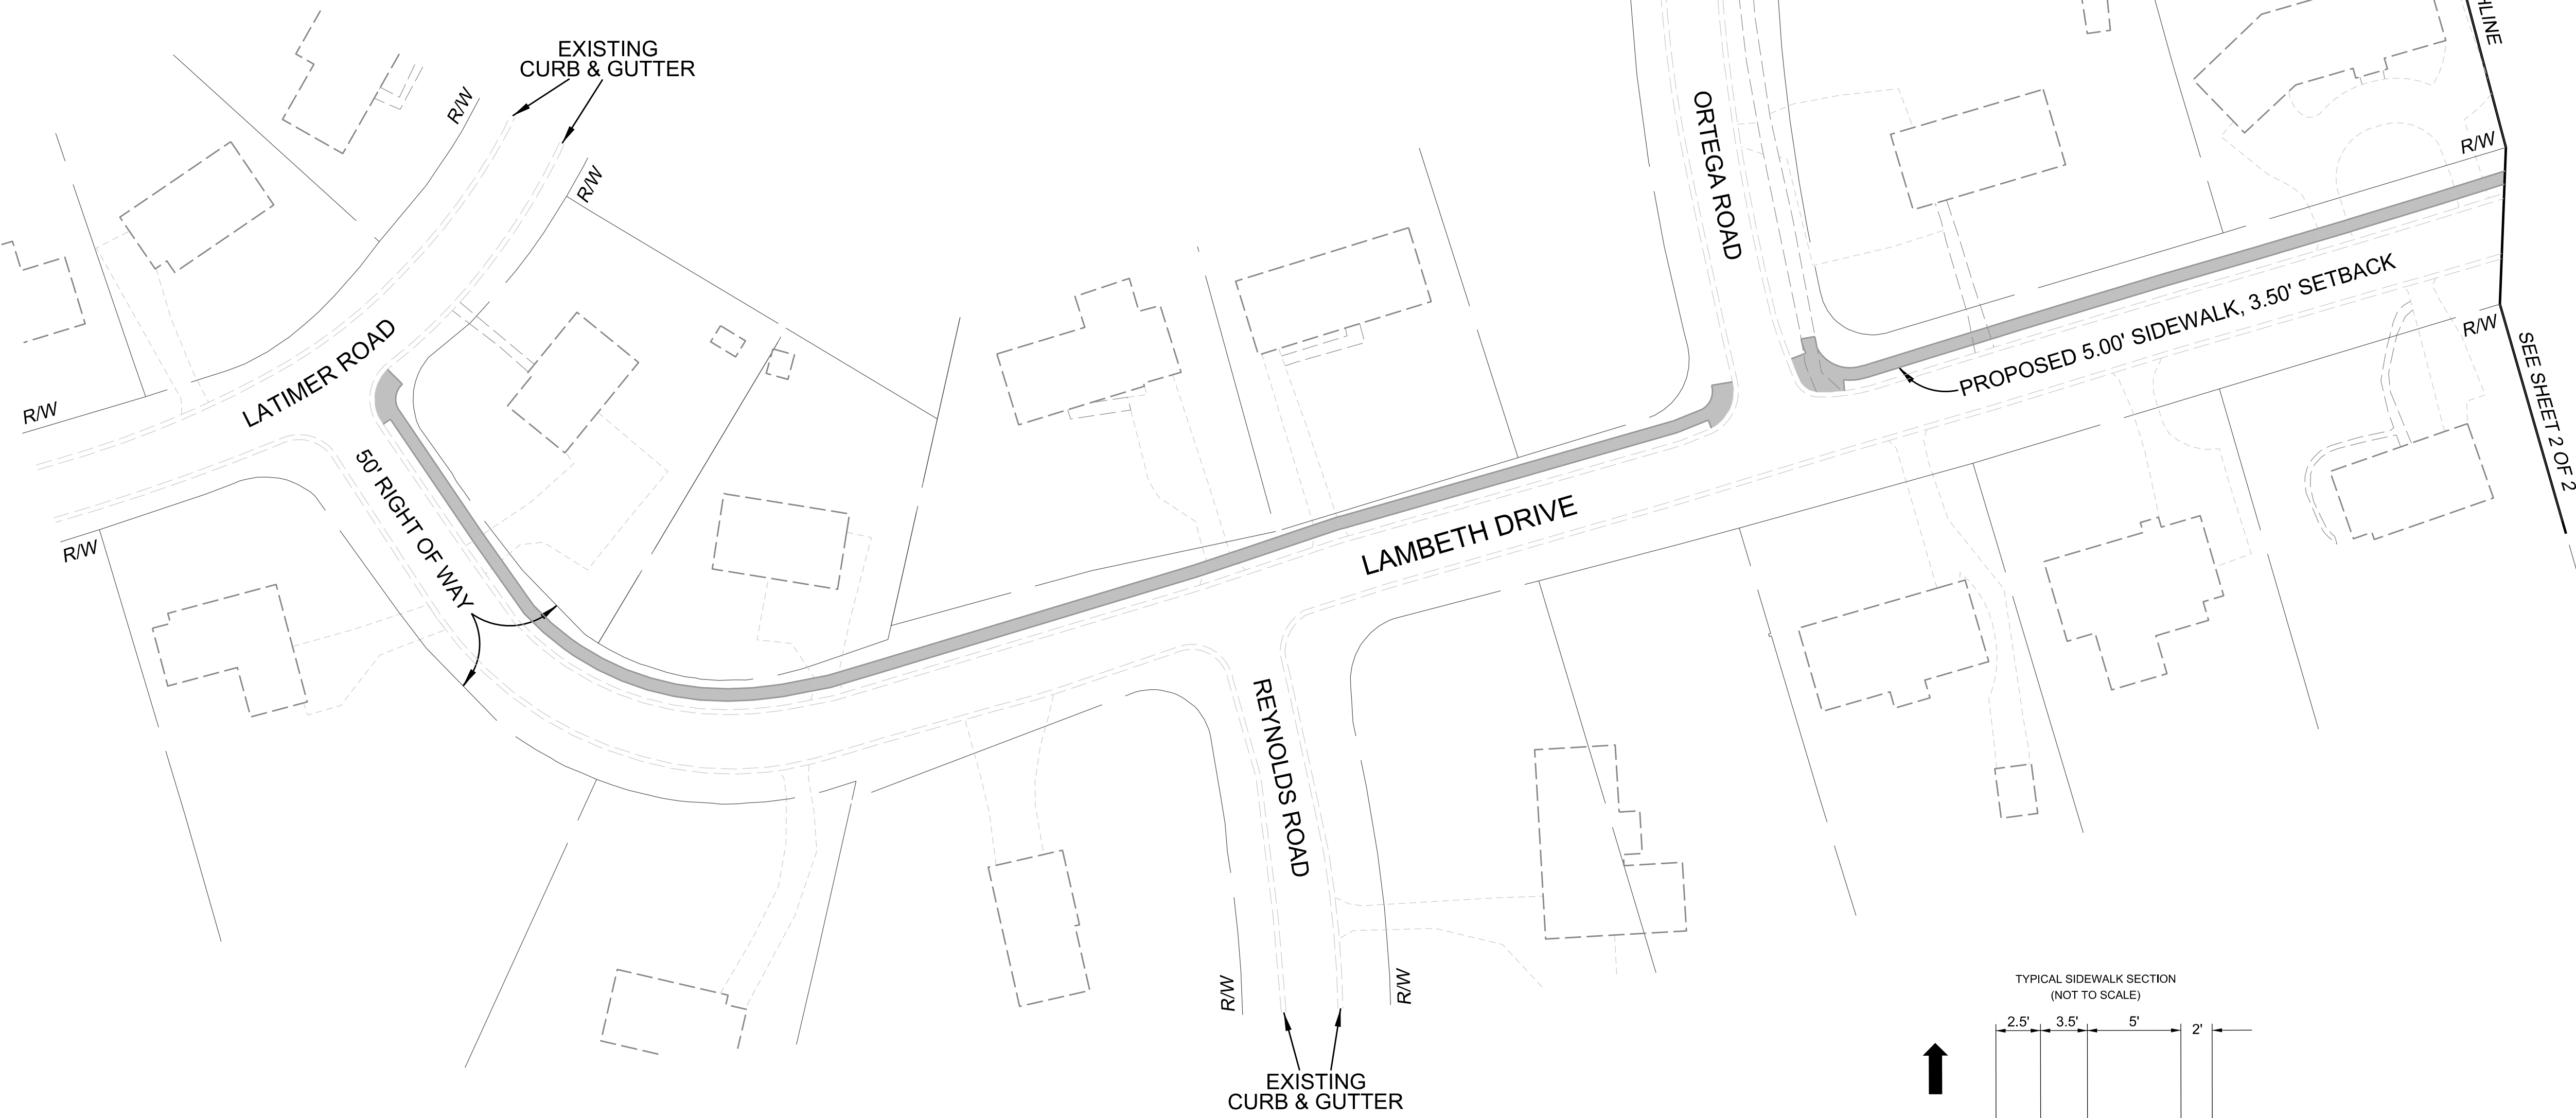 EXISTING
CURB & GUTTER
HLINE
R/W
ORTEGA ROAD
R/W
R/W
LATIMER ROAD
R/W
PROPOSED 5.00' SIDEWALK, 3.50' SETBACK
R/W
SEE SHEET 2 OF 2
50' RIGHT OF WAY
LAMBETH DRIVE
R/W
REYNOLDS ROAD
R/W
R/W
EXISTING
CURB & GUTTER
TYPICAL SIDEWALK SECTION
(NOT TO SCALE)
2.5' 3.5' 5' 2'